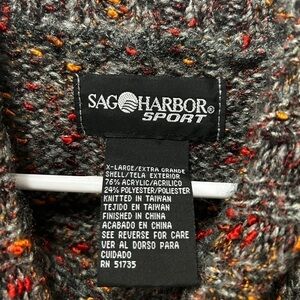 SAG HARBOR®
SPORT
X-LARGE/EXTRA GRANDE
SHELL/TELA EXTERIOR
76% ACRYLIC/ACRILICO
24% POLYESTER/POLIESTER
KNITTED IN TAIWAN
TEJIDO EN TAIWAN
FINISHED IN CHINA
ACABADO EN CHINA
SEE REVERSE FOR CARE
VER AL DORSO PARA
CUIDADO
RN 51735